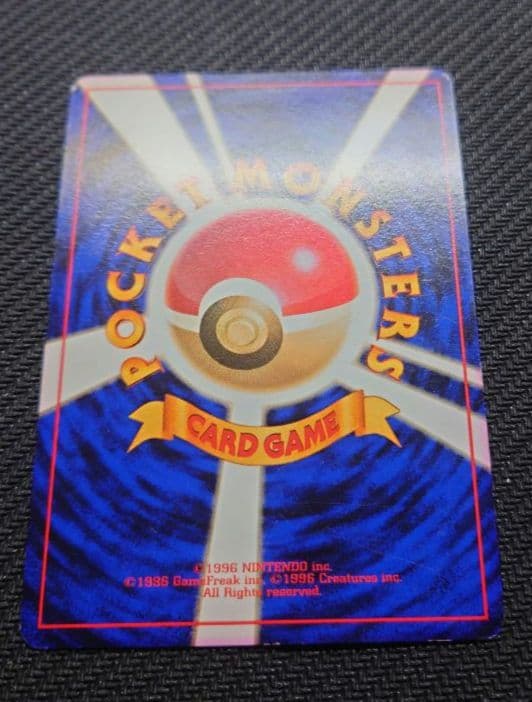 POCKET MONSTERS
CARD GAME
©1996 NINTENDO inc.
©1996 GameFreak inc. ©1996 Creatures inc.
All Rights reserved.